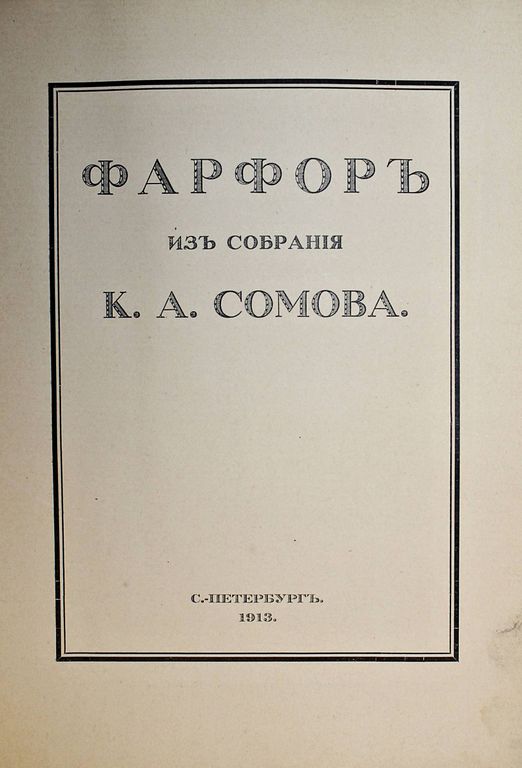 ФАРФОРЪ
ИЗЪ СОБРАНІЯ
К. А. СОМОВА.
С.-ПЕТЕРБУРГЪ.
1913.